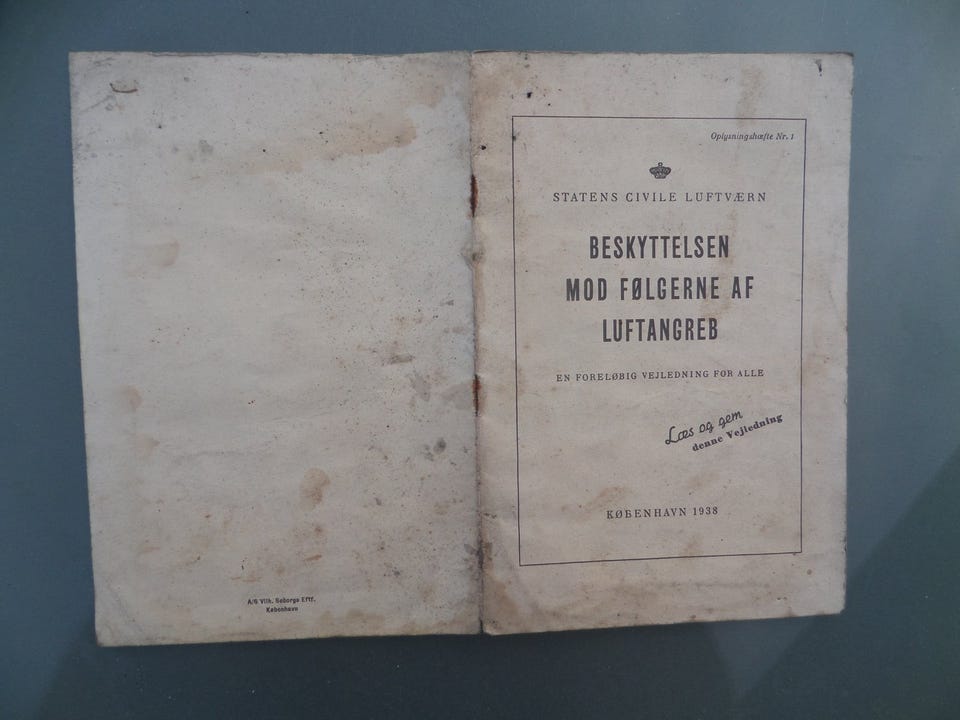 Oplysningshæfte Nr. 1
STATENS CIVILE LUFTVÆRN
BESKYTTELSEN
MOD FØLGERNE AF
LUFTANGREB
EN FORELØBIG VEJLEDNING FOR ALLE
Læs og gem
denne Vejledning
KØBENHAVN 1938
A/S Vilh. Søborgs Eftf.
København